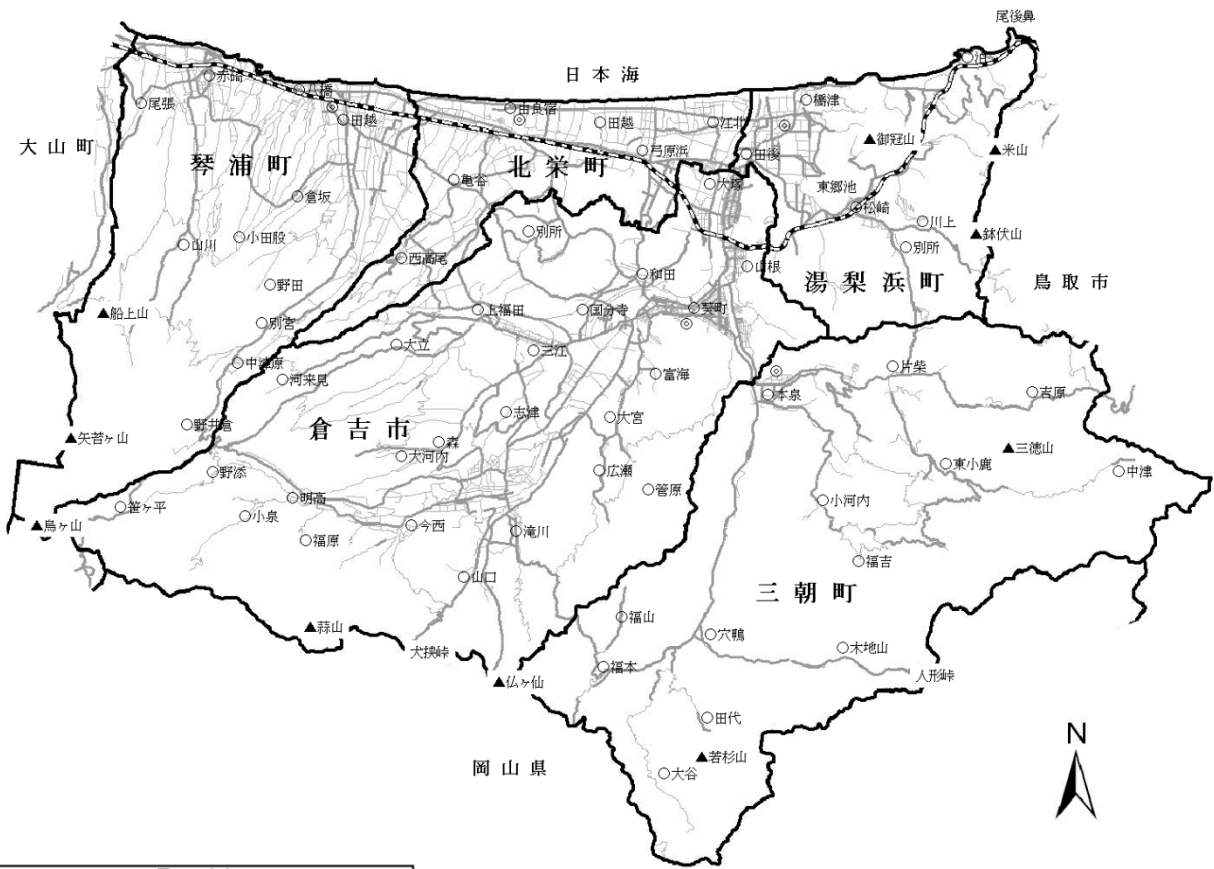 尾後鼻
日本海
泊
赤碕
八橋
尾張
由良宿
橋津
田越
田越
江北
御冠山
米山
大山町
琴浦町
北栄町
弓原浜
田後
亀谷
大塚
東郷池
倉坂
松崎
川上
鉢伏山
小田股
山川
別所
別所
西高尾
和田
山根
野田
湯梨浜町
鳥取市
船上山
上福田
国分寺
葵町
別宮
大立
三江
中津原
河来見
富海
片柴
本泉
吉原
志津
大宮
野井倉
倉吉市
矢筈ヶ山
森
大河内
三徳山
野添
広瀬
東小鹿
中津
明高
管原
笹ヶ平
小泉
小河内
烏ヶ山
今西
滝川
福原
福吉
山口
三朝町
福山
蒜山
穴鴨
犬挟峠
木地山
福本
人形峠
仏ヶ仙
田代
N
岡山県
若杉山
大谷